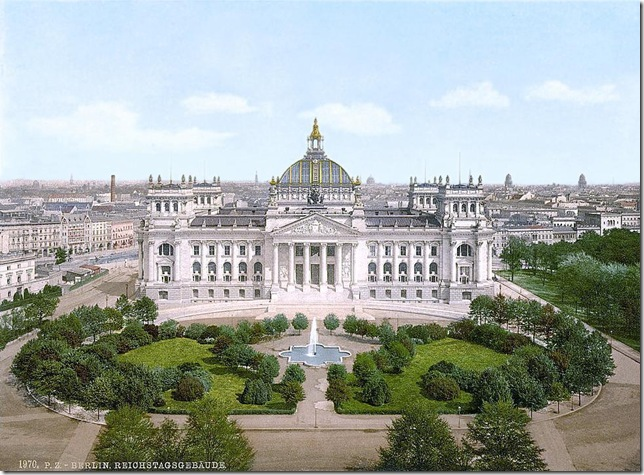 1970. P. Z. - BERLIN. REICHSTAGSGEBÄUDE.